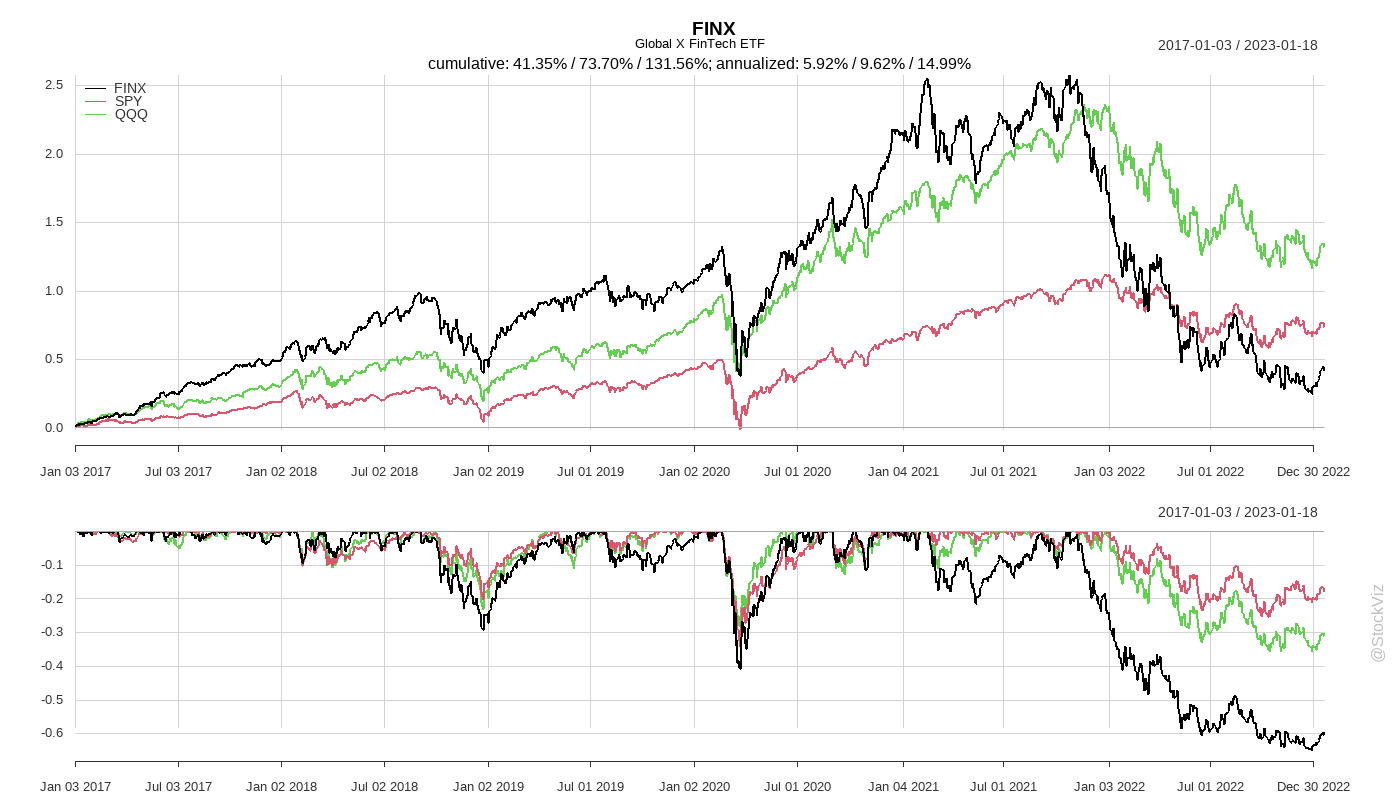 FINX
Global X FinTech ETF
2017-01-03 / 2023-01-18
cumulative: 41.35% / 73.70% / 131.56%; annualized: 5.92% / 9.62% / 14.99%
FINX
SPY
QQQ
2.5
2.0
1.5
1.0
0.5
0.0
Jan 03 2017 Jul 03 2017 Jan 02 2018 Jul 02 2018 Jan 02 2019 Jul 01 2019 Jan 02 2020 Jul 01 2020 Jan 04 2021 Jul 01 2021 Jan 03 2022 Jul 01 2022 Dec 30 2022
2017-01-03 / 2023-01-18
-0.1
-0.2
-0.3
-0.4
-0.5
-0.6
Jan 03 2017 Jul 03 2017 Jan 02 2018 Jul 02 2018 Jan 02 2019 Jul 01 2019 Jan 02 2020 Jul 01 2020 Jan 04 2021 Jul 01 2021 Jan 03 2022 Jul 01 2022 Dec 30 2022
@StockViz